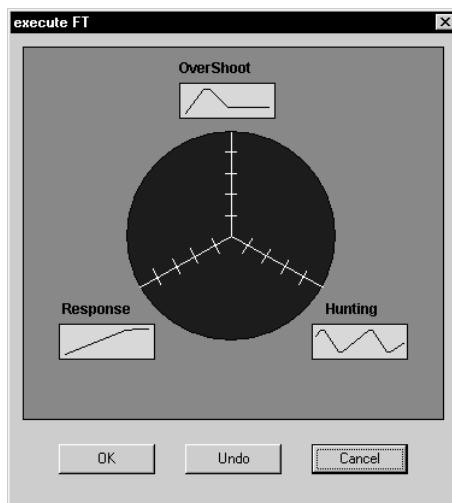 execute FT
OverShoot
Response
Hunting
OK
Undo
Cancel